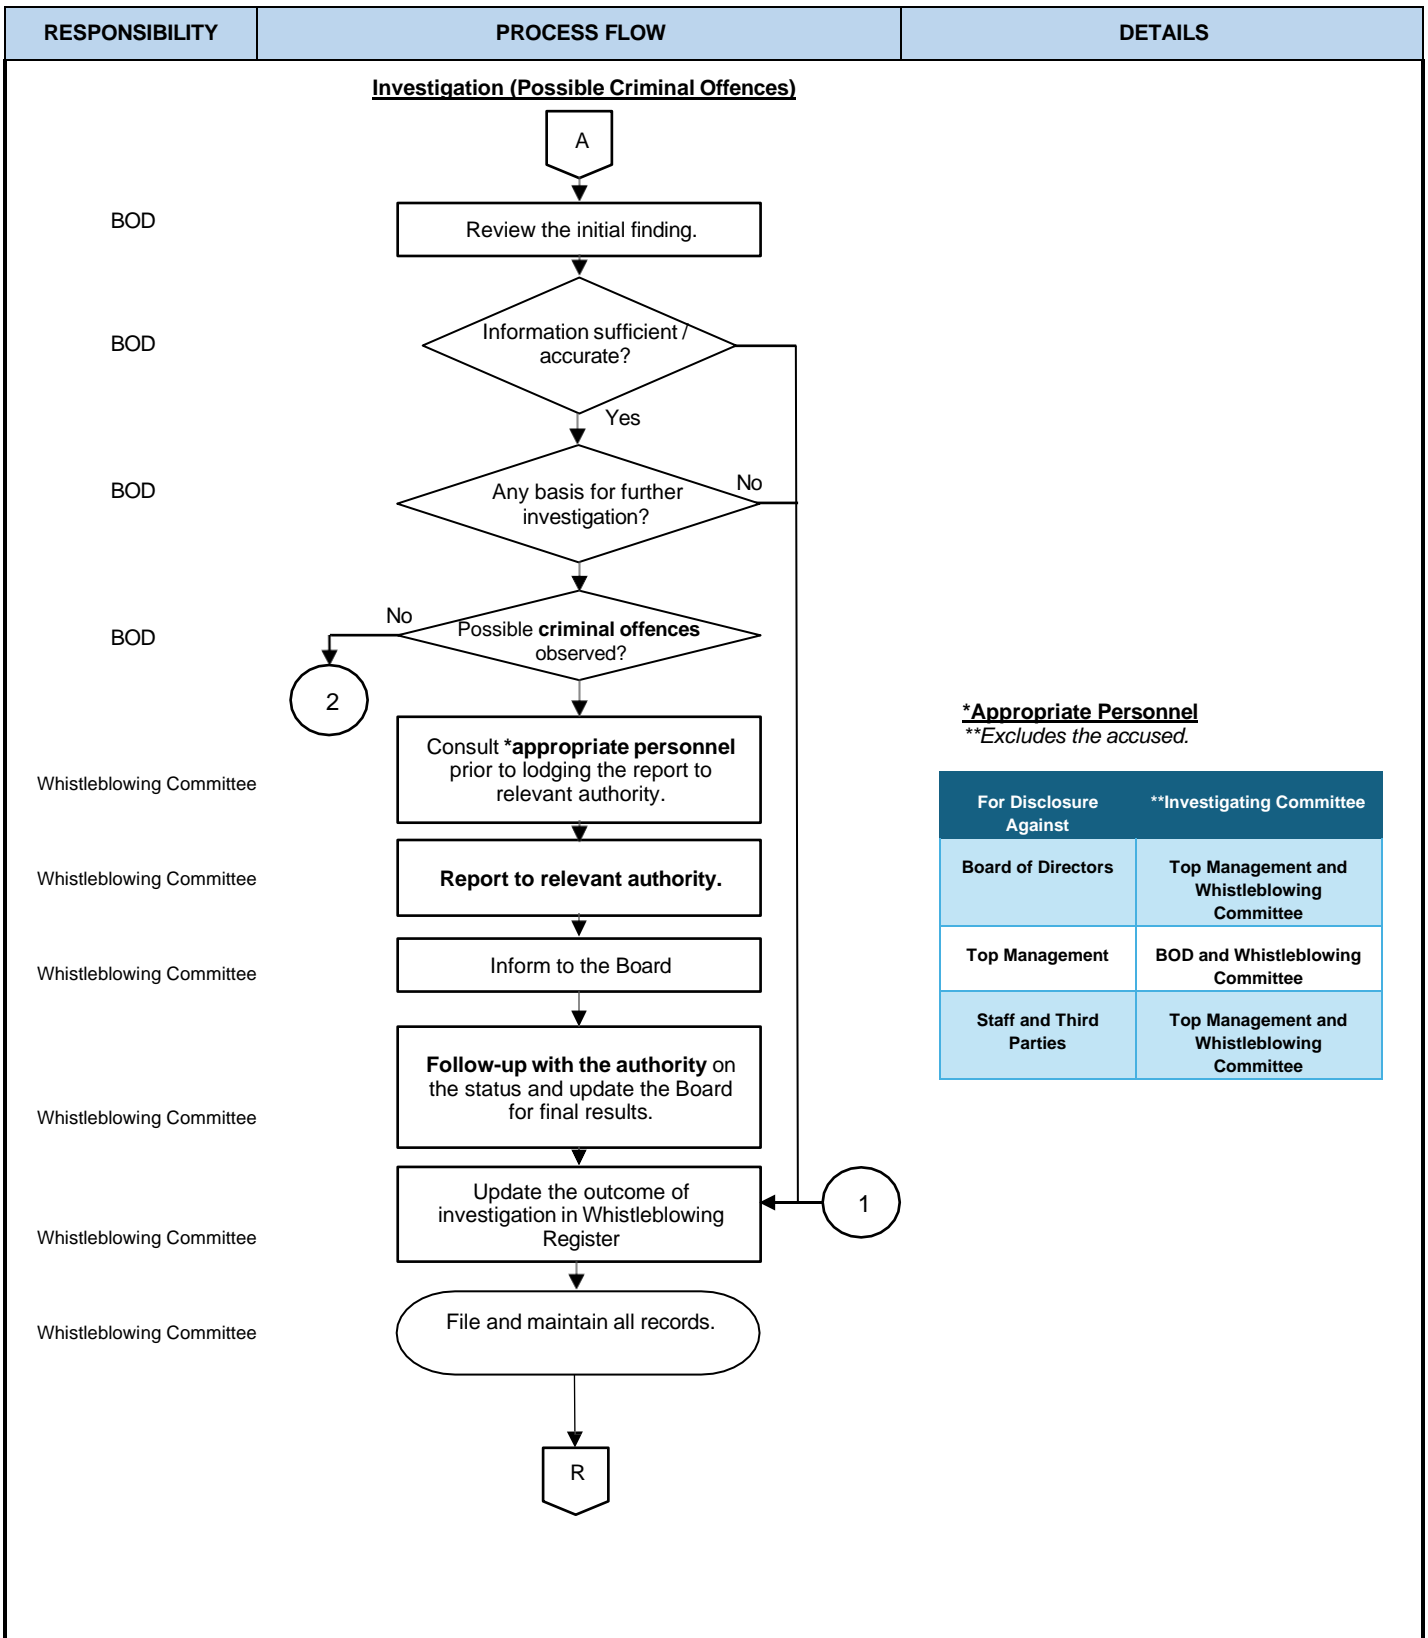 RESPONSIBILITY
PROCESS FLOW
DETAILS
Investigation (Possible Criminal Offences)
A
BOD
Review the initial finding.
BOD
Information sufficient /
accurate?
Yes
BOD
Any basis for further
investigation?
No
BOD
No
Possible criminal offences
observed?
2
Whistleblowing Committee
Consult *appropriate personnel
prior to lodging the report to
relevant authority.
Whistleblowing Committee
Report to relevant authority.
Whistleblowing Committee
Inform to the Board
Whistleblowing Committee
Follow-up with the authority on
the status and update the Board
for final results.
Whistleblowing Committee
Update the outcome of
investigation in Whistleblowing
Register
1
Whistleblowing Committee
File and maintain all records.
R
*Appropriate Personnel
**Excludes the accused.
For Disclosure
Against
**Investigating Committee
Board of Directors
Top Management and
Whistleblowing
Committee
Top Management
BOD and Whistleblowing
Committee
Staff and Third
Parties
Top Management and
Whistleblowing
Committee